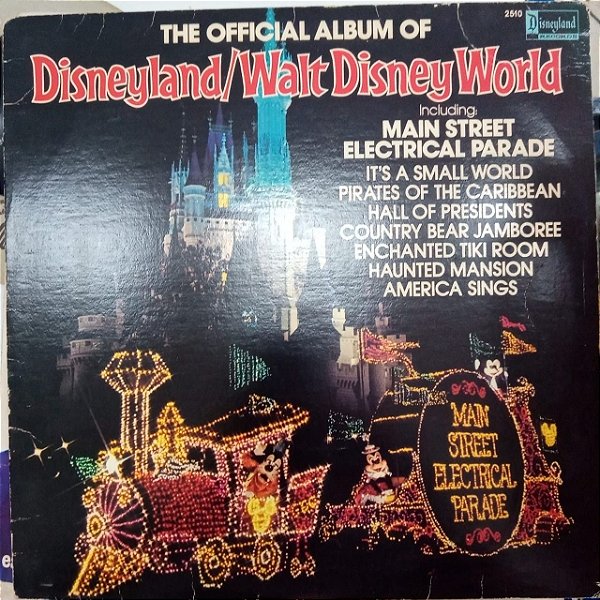 THE OFFICIAL ALBUM OF
2510
Disneyland
RECORDS
Disneyland/Walt Disney World
Including:
MAIN STREET
ELECTRICAL PARADE
IT'S A SMALL WORLD
PIRATES OF THE CARIBBEAN
HALL OF PRESIDENTS
COUNTRY BEAR JAMBOREE
ENCHANTED TIKI ROOM
HAUNTED MANSION
AMERICA SINGS
MAIN
STREET
ELECTRICAL
PARADE